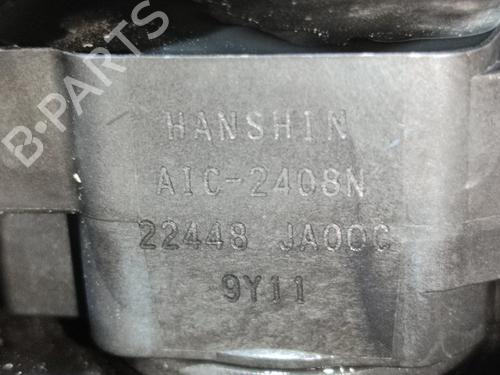 B-PARTS
HANSHIN
AIC-2408N
22448 JA00C
9Y11